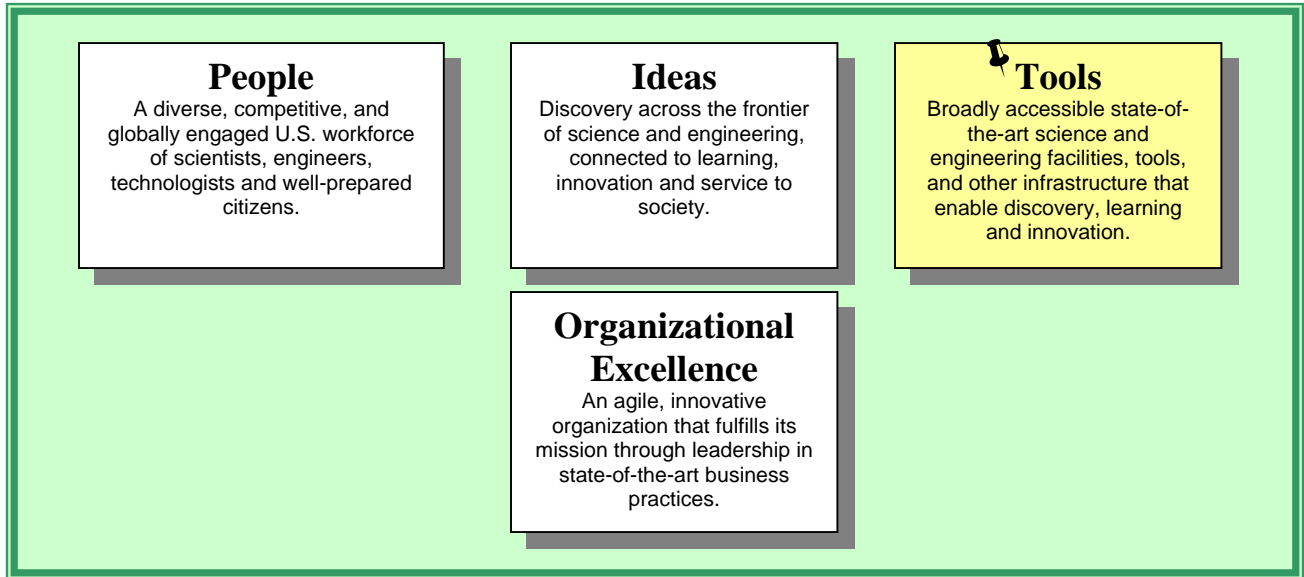 People
A diverse, competitive, and
globally engaged U.S. workforce
of scientists, engineers,
technologists and well-prepared
citizens.
Ideas
Discovery across the frontier
of science and engineering,
connected to learning,
innovation and service to
society.
Tools
Broadly accessible state-of-
the-art science and
engineering facilities, tools,
and other infrastructure that
enable discovery, learning
and innovation.
Organizational
Excellence
An agile, innovative
organization that fulfills its
mission through leadership in
state-of-the-art business
practices.